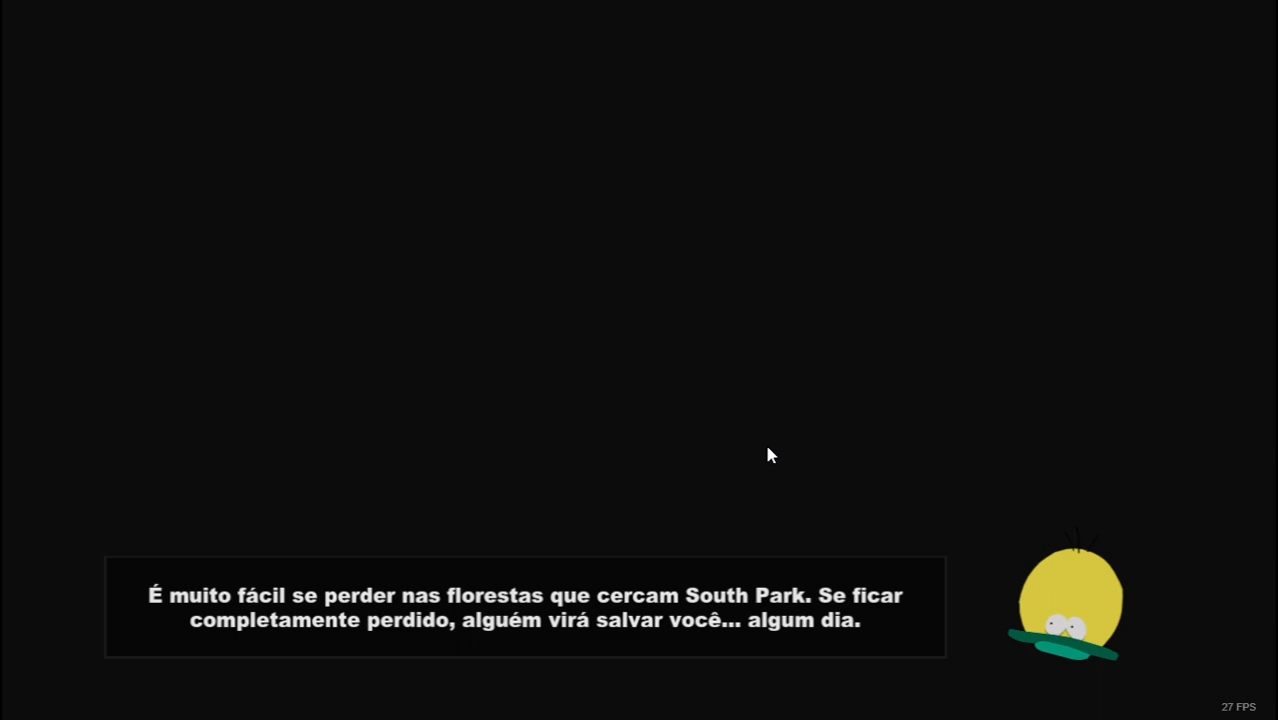 É muito fácil se perder nas florestas que cercam South Park. Se ficar
completamente perdido, alguém virá salvar você... algum dia.
27 FPS